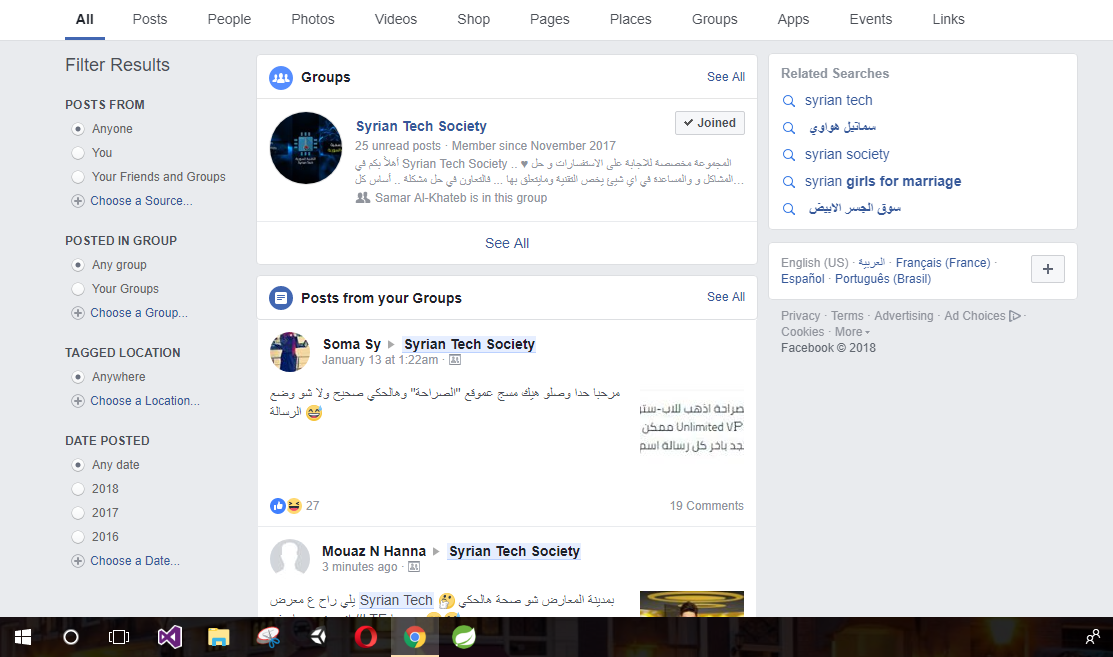 All Posts People Photos Videos Shop Pages Places Groups Apps Events Links
Filter Results
POSTS FROM
Anyone
You
Your Friends and Groups
Choose a Source...
POSTED IN GROUP
Any group
Your Groups
Choose a Group...
TAGGED LOCATION
Anywhere
Choose a Location...
DATE POSTED
Any date
2018
2017
2016
Choose a Date...
Groups See All
Syrian Tech Society Joined
25 unread posts · Member since November 2017
أهلا بكم في Syrian Tech Society .. ♥ المجموعة مخصصة للاجابة على الاستفسارات و حل
المشاكل و والمساعدة في اي شيئ يخص التقنية ومايتعلق بها ... فالتعاون في حل مشكلة .. أساس كل...
Samar Al-Khateb is in this group
See All
Posts from your Groups See All
Soma Sy ▸ Syrian Tech Society
January 13 at 1:22am ·
مرحبا حدا وصلو هيك مسج عموقع "الصراحة" وهالحكي صحيح ولا شو وضع
الرسالة 😅
صراحة اذهب للاب-ستو
ممكن Unlimited VP
جد باخر كل رسالة اسم
27 19 Comments
Mouaz N Hanna ▸ Syrian Tech Society
3 minutes ago ·
يلي راح ع معرض Syrian Tech 🤔 بمدينة المعارض شو صحة هالحكي
Related Searches
syrian tech
سماتيل هواوي
syrian society
syrian girls for marriage
سوق الجسر الابيض
English (US) · العربية · Français (France) ·
Español · Português (Brasil)
Privacy · Terms · Advertising · Ad Choices ·
Cookies · More
Facebook © 2018